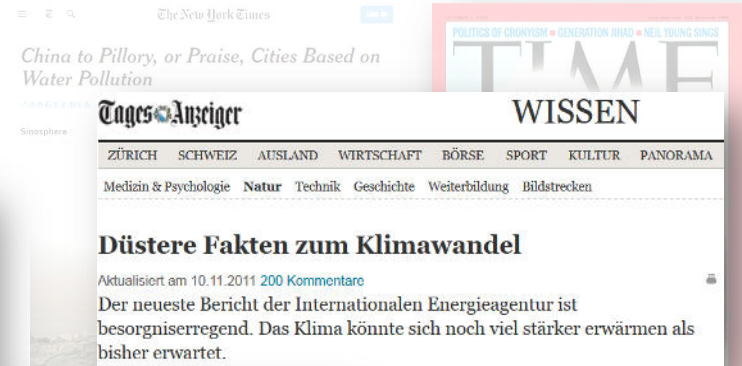 The New York Times
China to Pillory, or Praise, Cities Based on
Water Pollution
Sinosphere
POLITICS OF CRONYISM ■ GENERATION JIHAD ■ NEIL YOUNG SINGS
TIME
Tages Anzeiger
WISSEN
ZÜRICH SCHWEIZ AUSLAND WIRTSCHAFT BÖRSE SPORT KULTUR PANORAMA
Medizin & Psychologie Natur Technik Geschichte Weiterbildung Bildstrecken
Düstere Fakten zum Klimawandel
Aktualisiert am 10.11.2011 200 Kommentare
Der neueste Bericht der Internationalen Energieagentur ist
besorgniserregend. Das Klima könnte sich noch viel stärker erwärmen als
bisher erwartet.